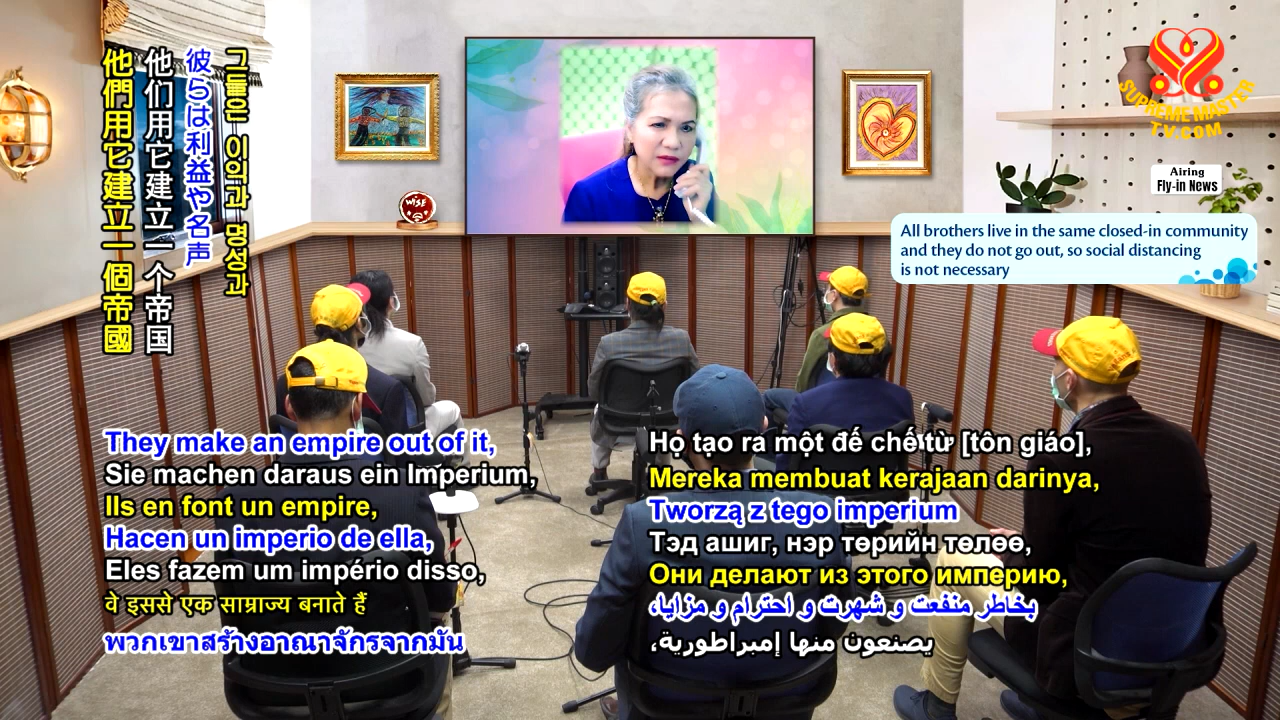 그들은 이익과 명성과
彼らは利益や名声
他们用它建立一个帝国
他們用它建立一個帝國
WiSE
SUPREME MASTER
TV.COM
Airing
Fly-in News
All brothers live in the same closed-in community
and they do not go out, so social distancing
is not necessary
They make an empire out of it,
Sie machen daraus ein Imperium,
Ils en font un empire,
Hacen un imperio de ella,
Eles fazem um império disso,
वे इससे एक साम्राज्य बनाते हैं
พวกเขาสร้างอาณาจักรจากมัน
Họ tạo ra một đế chế từ [tôn giáo],
Mereka membuat kerajaan darinya,
Tworzą z tego imperium
Тэд ашиг, нэр төрийн төлөө,
Они делают из этого империю,
بخاطر منفعت و شهرت و احترام و مزایا،
يصنعون منها إمبراطورية،